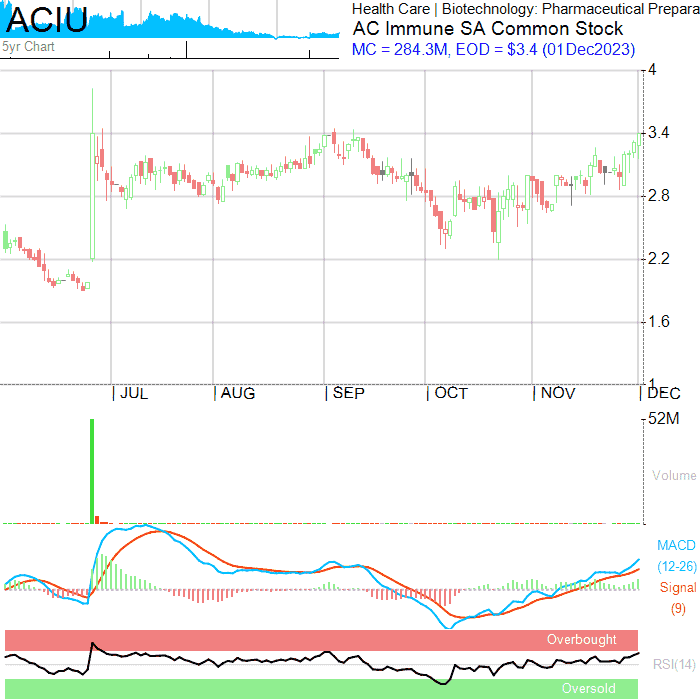 ACIU
5yr Chart
Health Care | Biotechnology: Pharmaceutical Prepara
AC Immune SA Common Stock
MC = 284.3M, EOD = $3.4 (01Dec2023)
4
3.4
2.8
2.2
1.6
1
JUL
AUG
SEP
OCT
NOV
DEC
52M
Volume
MACD
(12-26)
Signal
(9)
Overbought
RSI(14)
Oversold